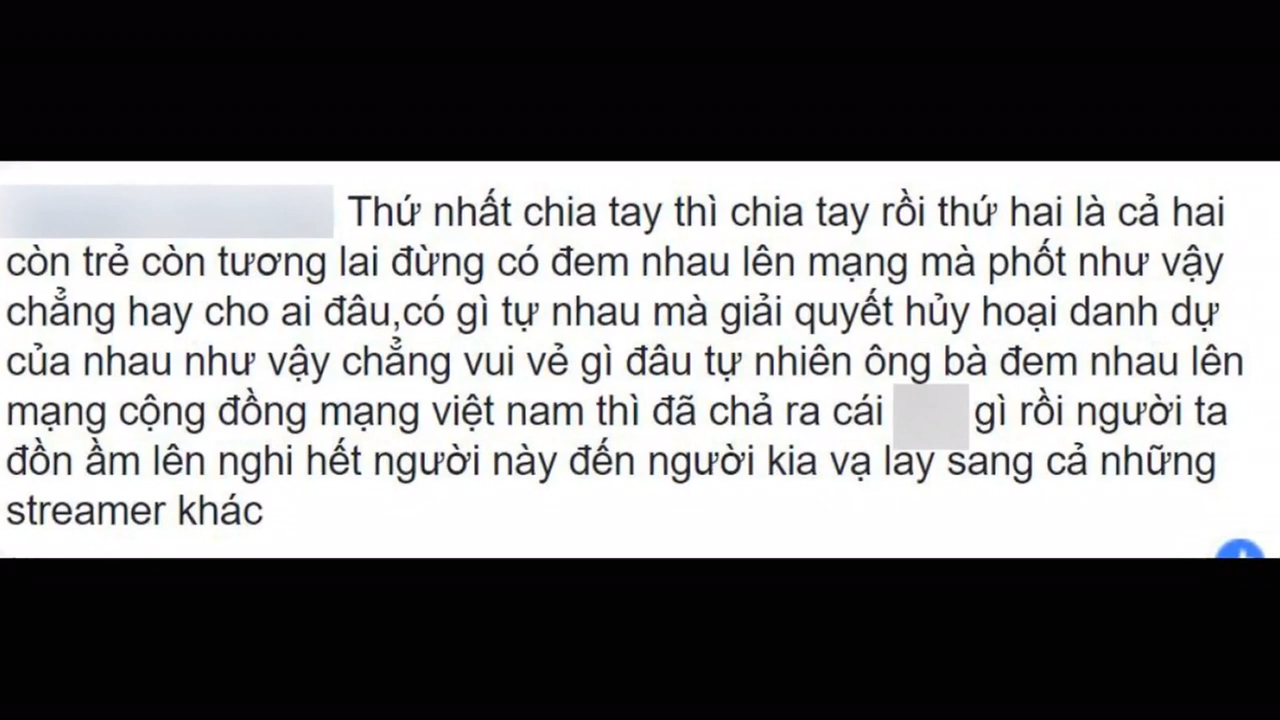 Thứ nhất chia tay thì chia tay rồi thứ hai là cả hai
còn trẻ còn tương lai đừng có đem nhau lên mạng mà phốt như vậy
chẳng hay cho ai đâu,có gì tự nhau mà giải quyết hủy hoại danh dự
của nhau như vậy chẳng vui vẻ gì đâu tự nhiên ông bà đem nhau lên
mạng cộng đồng mạng việt nam thì đã chả ra cái gì rồi người ta
đồn ầm lên nghi hết người này đến người kia vạ lay sang cả những
streamer khác